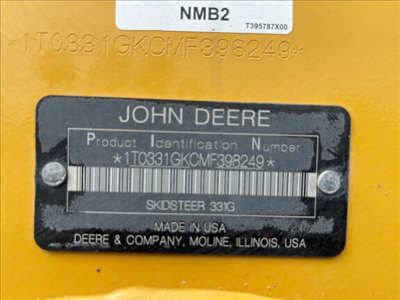 NMB2
T395787X00
*1T0331GKCMF398249*
JOHN DEERE
Product Identification Number
*1T0331GKCMF398249*
SKIDSTEER 331G
MADE IN USA
DEERE & COMPANY, MOLINE, ILLINOIS, USA